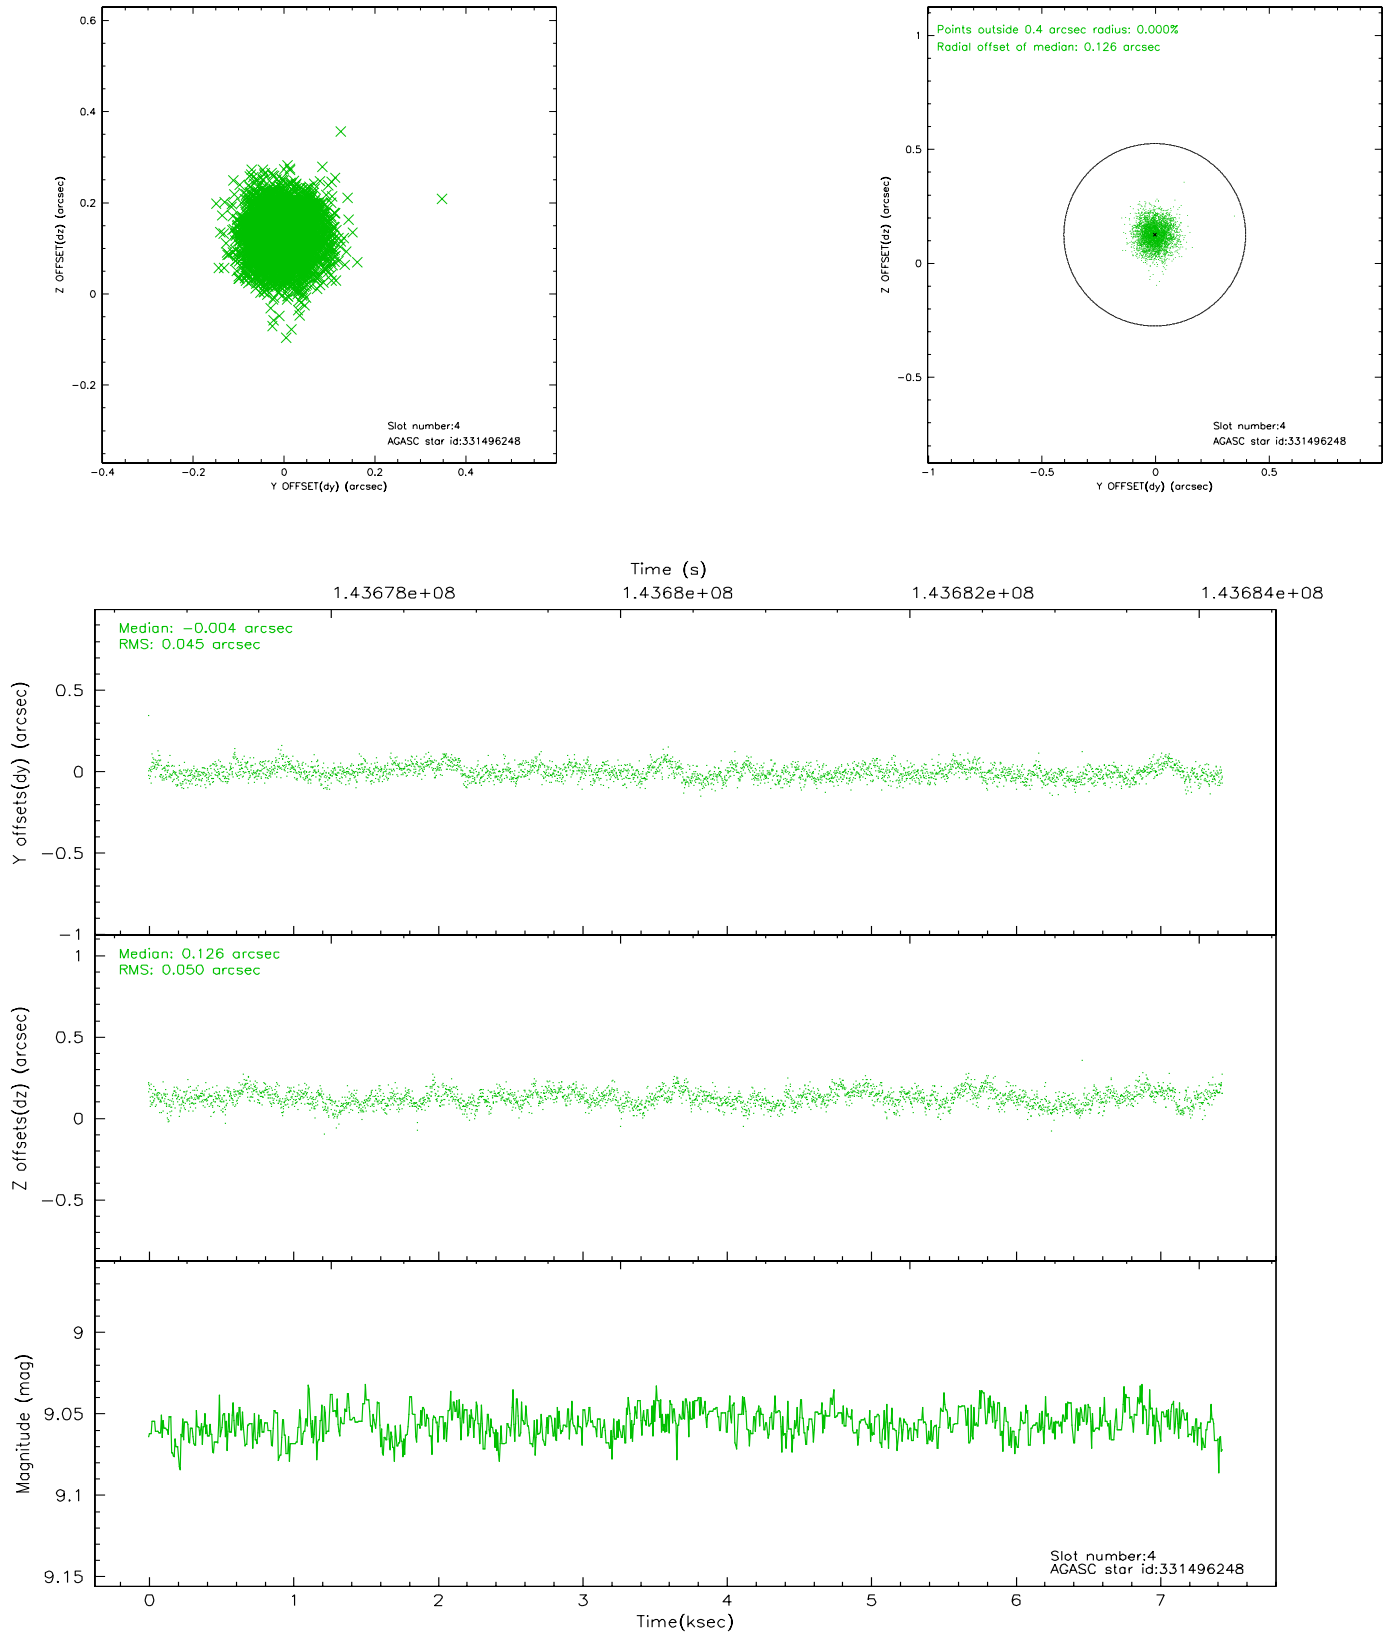 0.6
0.4
0.2
0
−0.2
−0.4
−0.2
0
0.2
0.4
Z OFFSET(dz) (arcsec)
Y OFFSET(dy) (arcsec)
Slot number:4
AGASC star id:331496248
Points outside 0.4 arcsec radius: 0.000%
Radial offset of median: 0.126 arcsec
1
0.5
0
−0.5
−1
−0.5
0
0.5
Z OFFSET(dz) (arcsec)
Y OFFSET(dy) (arcsec)
Slot number:4
AGASC star id:331496248
Time (s)
1.43678e+08
1.4368e+08
1.43682e+08
1.43684e+08
Median: −0.004 arcsec
RMS: 0.045 arcsec
0.5
0
−0.5
−1
Y offsets(dy) (arcsec)
Median: 0.126 arcsec
RMS: 0.050 arcsec
1
0.5
0
−0.5
Z offsets(dz) (arcsec)
9
9.05
9.1
9.15
Magnitude (mag)
Slot number:4
AGASC star id:331496248
0
1
2
3
4
5
6
7
Time(ksec)